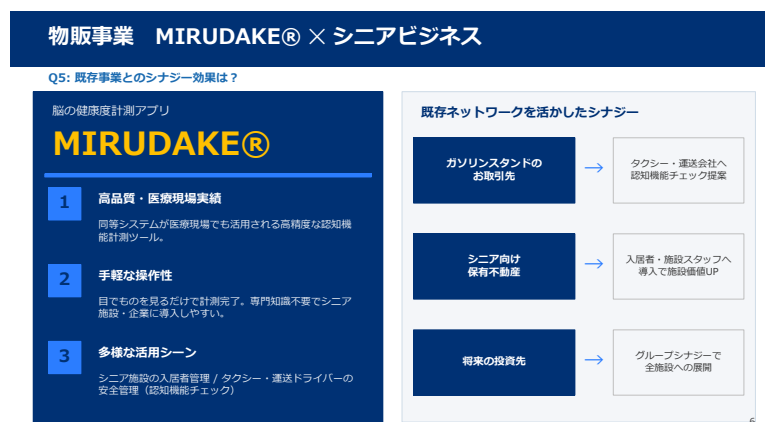 物販事業　MIRUDAKE® × シニアビジネス
Q5: 既存事業とのシナジー効果は？
脳の健康度計測アプリ
MIRUDAKE®
1
高品質・医療現場実績
同等システムが医療現場でも活用される高精度な認知機
能計測ツール。
2
手軽な操作性
目でものを見るだけで計測完了。専門知識不要でシニア
施設・企業に導入しやすい。
3
多様な活用シーン
シニア施設の入居者管理 / タクシー・運送ドライバーの
安全管理（認知機能チェック）
既存ネットワークを活かしたシナジー
ガソリンスタンドの
お取引先
→
タクシー・運送会社へ
認知機能チェック提案
シニア向け
保有不動産
→
入居者・施設スタッフへ
導入で施設価値UP
将来の投資先
→
グループシナジーで
全施設への展開
6